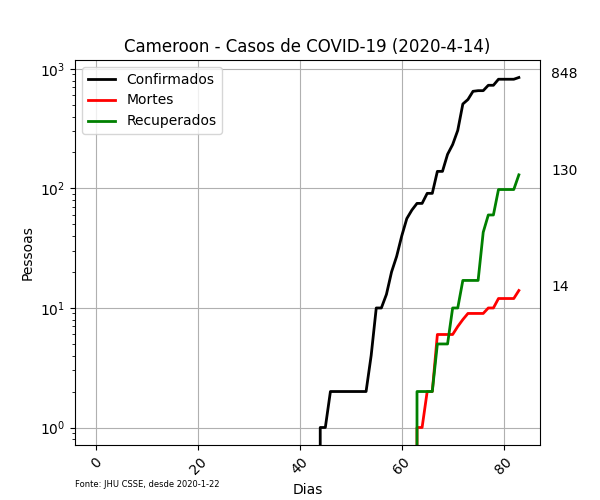 Cameroon - Casos de COVID-19 (2020-4-14)
Confirmados
Mortes
Recuperados
848
130
14
10³
10²
10¹
10⁰
Pessoas
0
20
40
60
80
Dias
Fonte: JHU CSSE, desde 2020-1-22